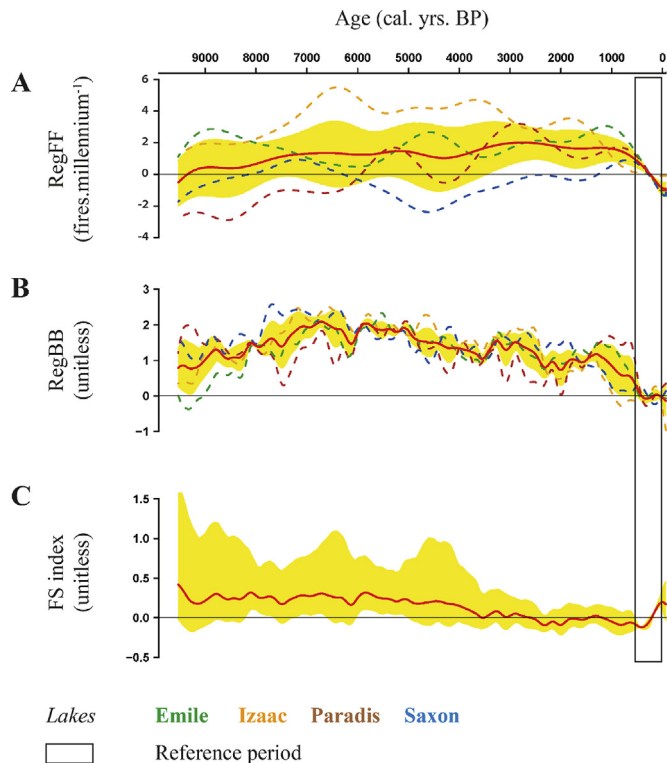 Age (cal. yrs. BP)
9000 8000 7000 6000 5000 4000 3000 2000 1000 0
A
RegFF
(fires.millennium⁻¹)
6
4
2
0
-2
-4
B
RegBB
(unitless)
3
2
1
0
−1
C
FS index
(unitless)
1.5
1.0
0.5
0.0
−0.5
Lakes Emile Izaac Paradis Saxon
Reference period